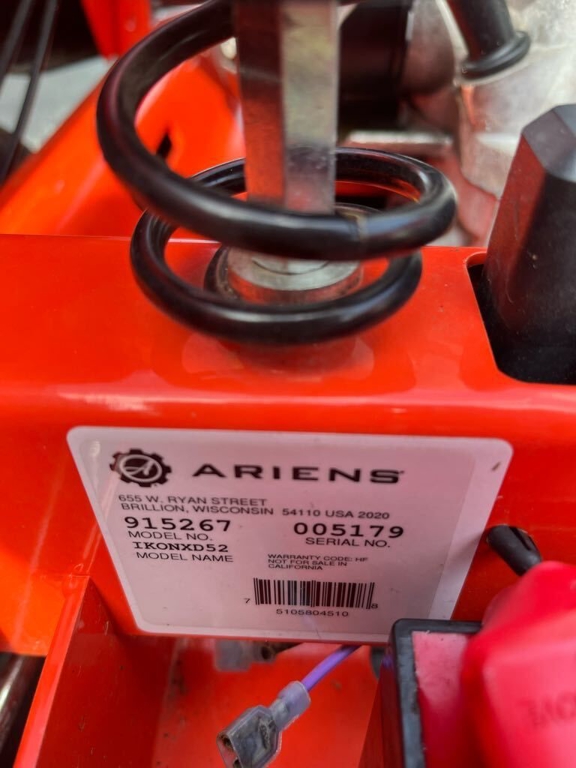 ARIENS
655 W. RYAN STREET
BRILLION, WISCONSIN 54110 USA 2020
915267 005179
MODEL NO. SERIAL NO.
IKONXD52
MODEL NAME
WARRANTY CODE: HF
NOT FOR SALE IN
CALIFORNIA
7 5105804510 8